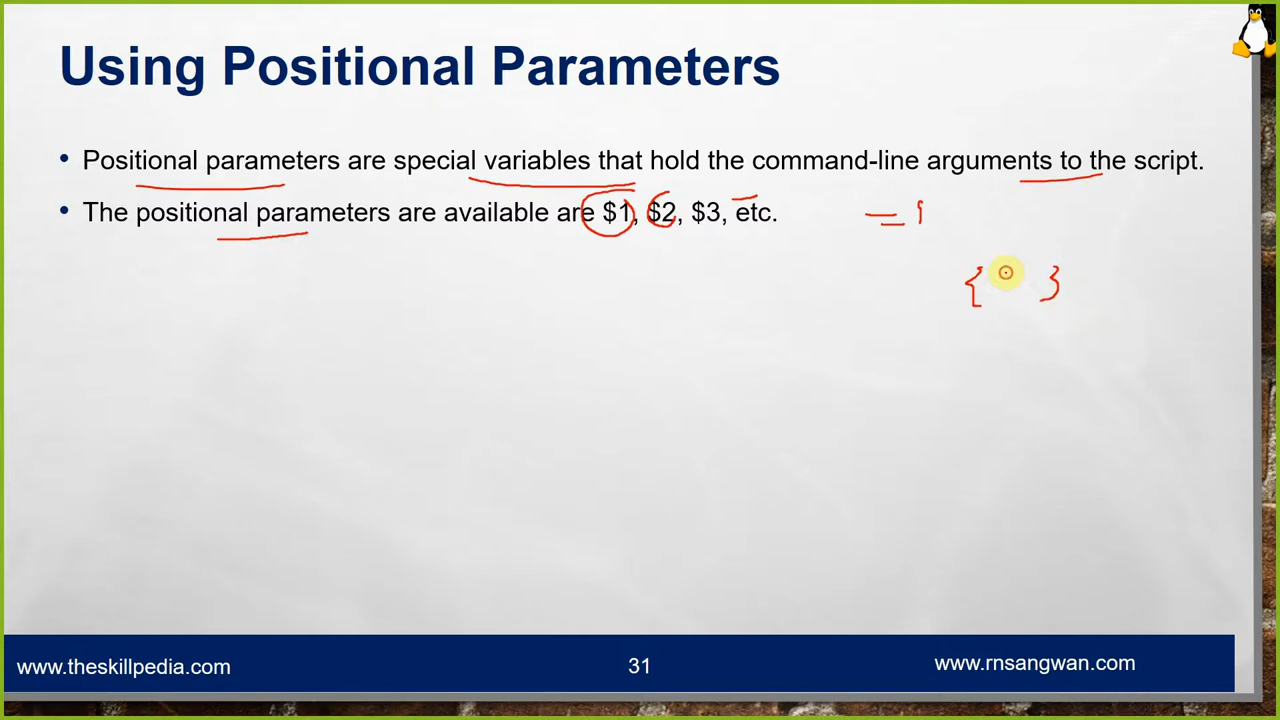 Using Positional Parameters
• Positional parameters are special variables that hold the command-line arguments to the script.
• The positional parameters are available are $1, $2, $3, etc.
{ }
www.theskillpedia.com
31
www.rnsangwan.com